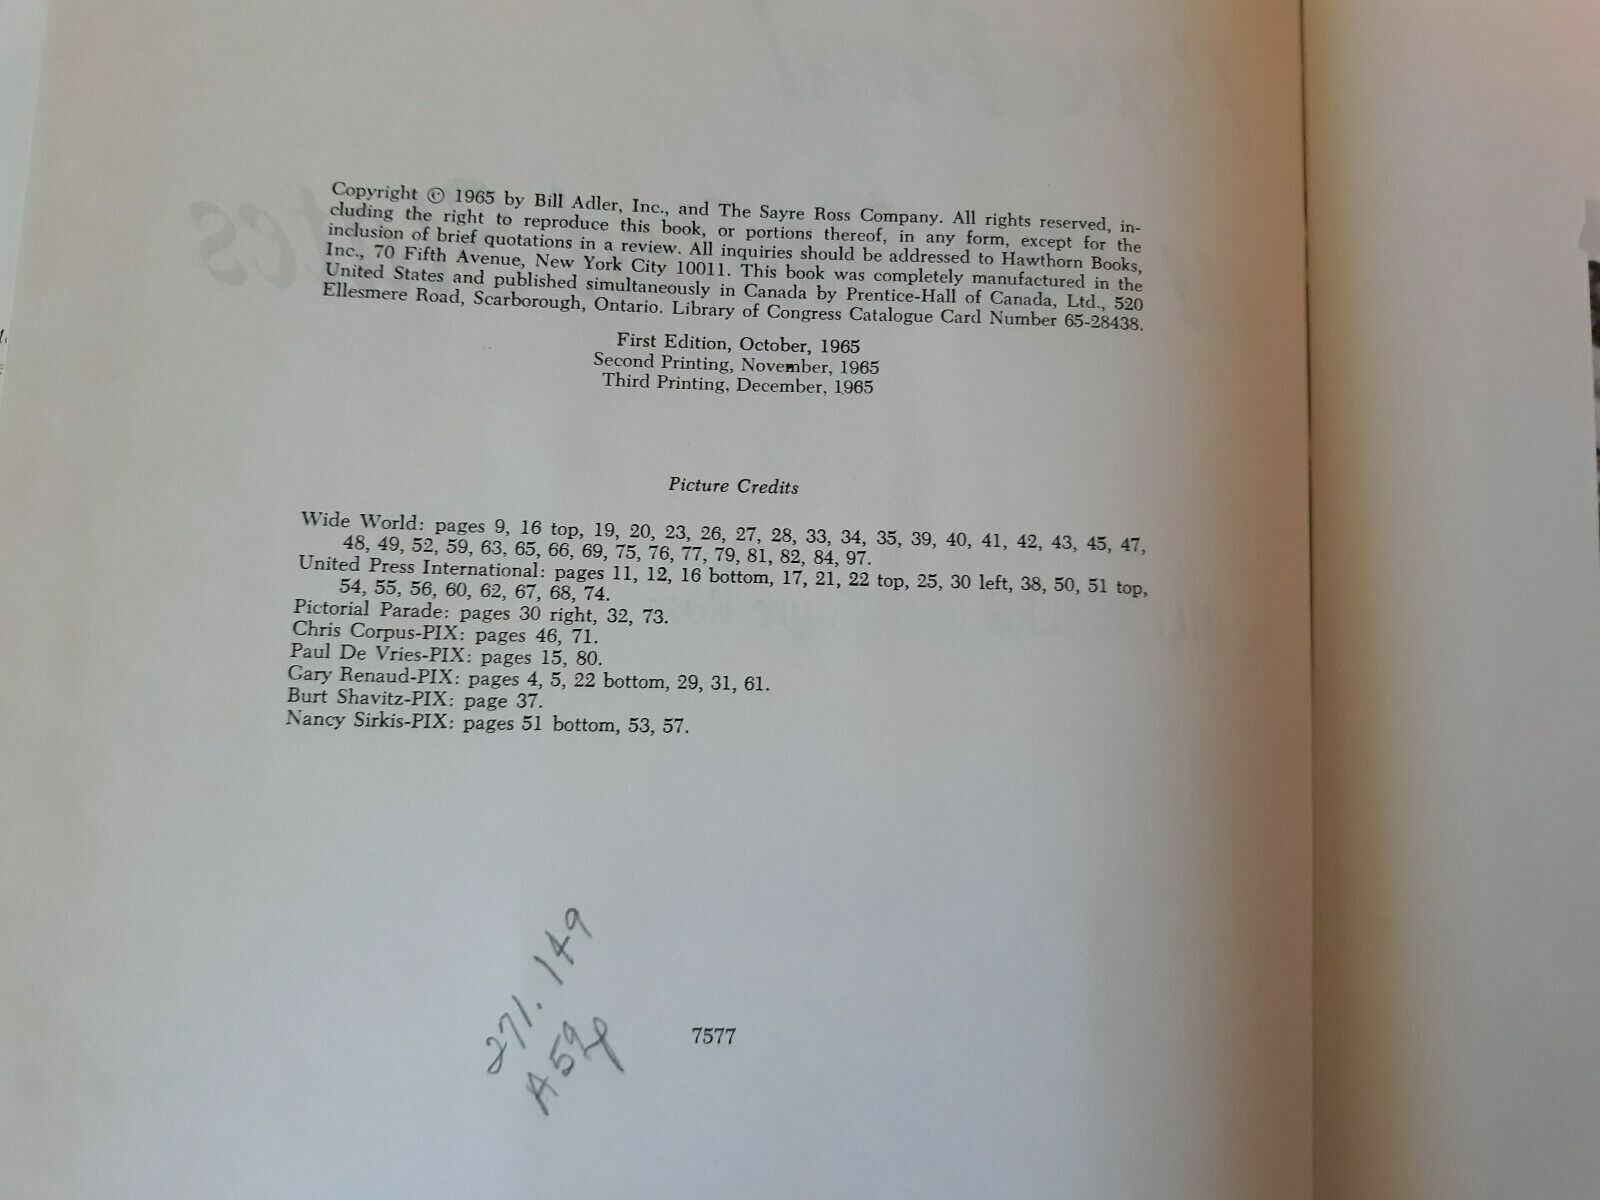 Copyright © 1965 by Bill Adler, Inc., and The Sayre Ross Company. All rights reserved, in-
cluding the right to reproduce this book, or portions thereof, in any form, except for the
inclusion of brief quotations in a review. All inquiries should be addressed to Hawthorn Books,
Inc., 70 Fifth Avenue, New York City 10011. This book was completely manufactured in the
United States and published simultaneously in Canada by Prentice-Hall of Canada, Ltd., 520
Ellesmere Road, Scarborough, Ontario. Library of Congress Catalogue Card Number 65-28438.
First Edition, October, 1965
Second Printing, November, 1965
Third Printing, December, 1965
Picture Credits
Wide World: pages 9, 16 top, 19, 20, 23, 26, 27, 28, 33, 34, 35, 39, 40, 41, 42, 43, 45, 47,
48, 49, 52, 59, 63, 65, 66, 69, 75, 76, 77, 79, 81, 82, 84, 97.
United Press International: pages 11, 12, 16 bottom, 17, 21, 22 top, 25, 30 left, 38, 50, 51 top,
54, 55, 56, 60, 62, 67, 68, 74.
Pictorial Parade: pages 30 right, 32, 73.
Chris Corpus-PIX: pages 46, 71.
Paul De Vries-PIX: pages 15, 80.
Gary Renaud-PIX: pages 4, 5, 22 bottom, 29, 31, 61.
Burt Shavitz-PIX: page 37.
Nancy Sirkis-PIX: pages 51 bottom, 53, 57.
271.149
7577